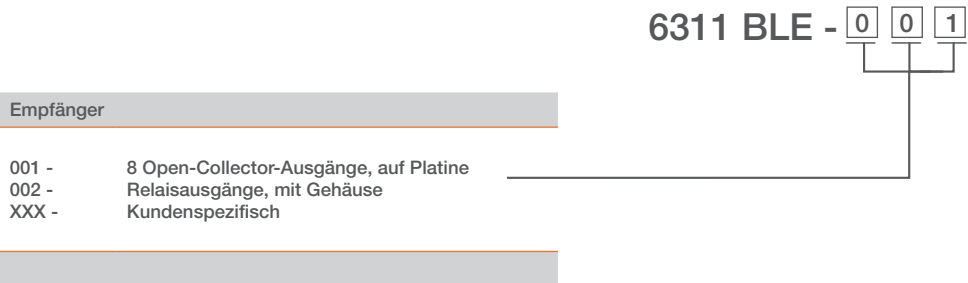 6311 BLE - 0 0 1
Empfänger
001 - 8 Open-Collector-Ausgänge, auf Platine
002 - Relaisausgänge, mit Gehäuse
XXX - Kundenspezifisch